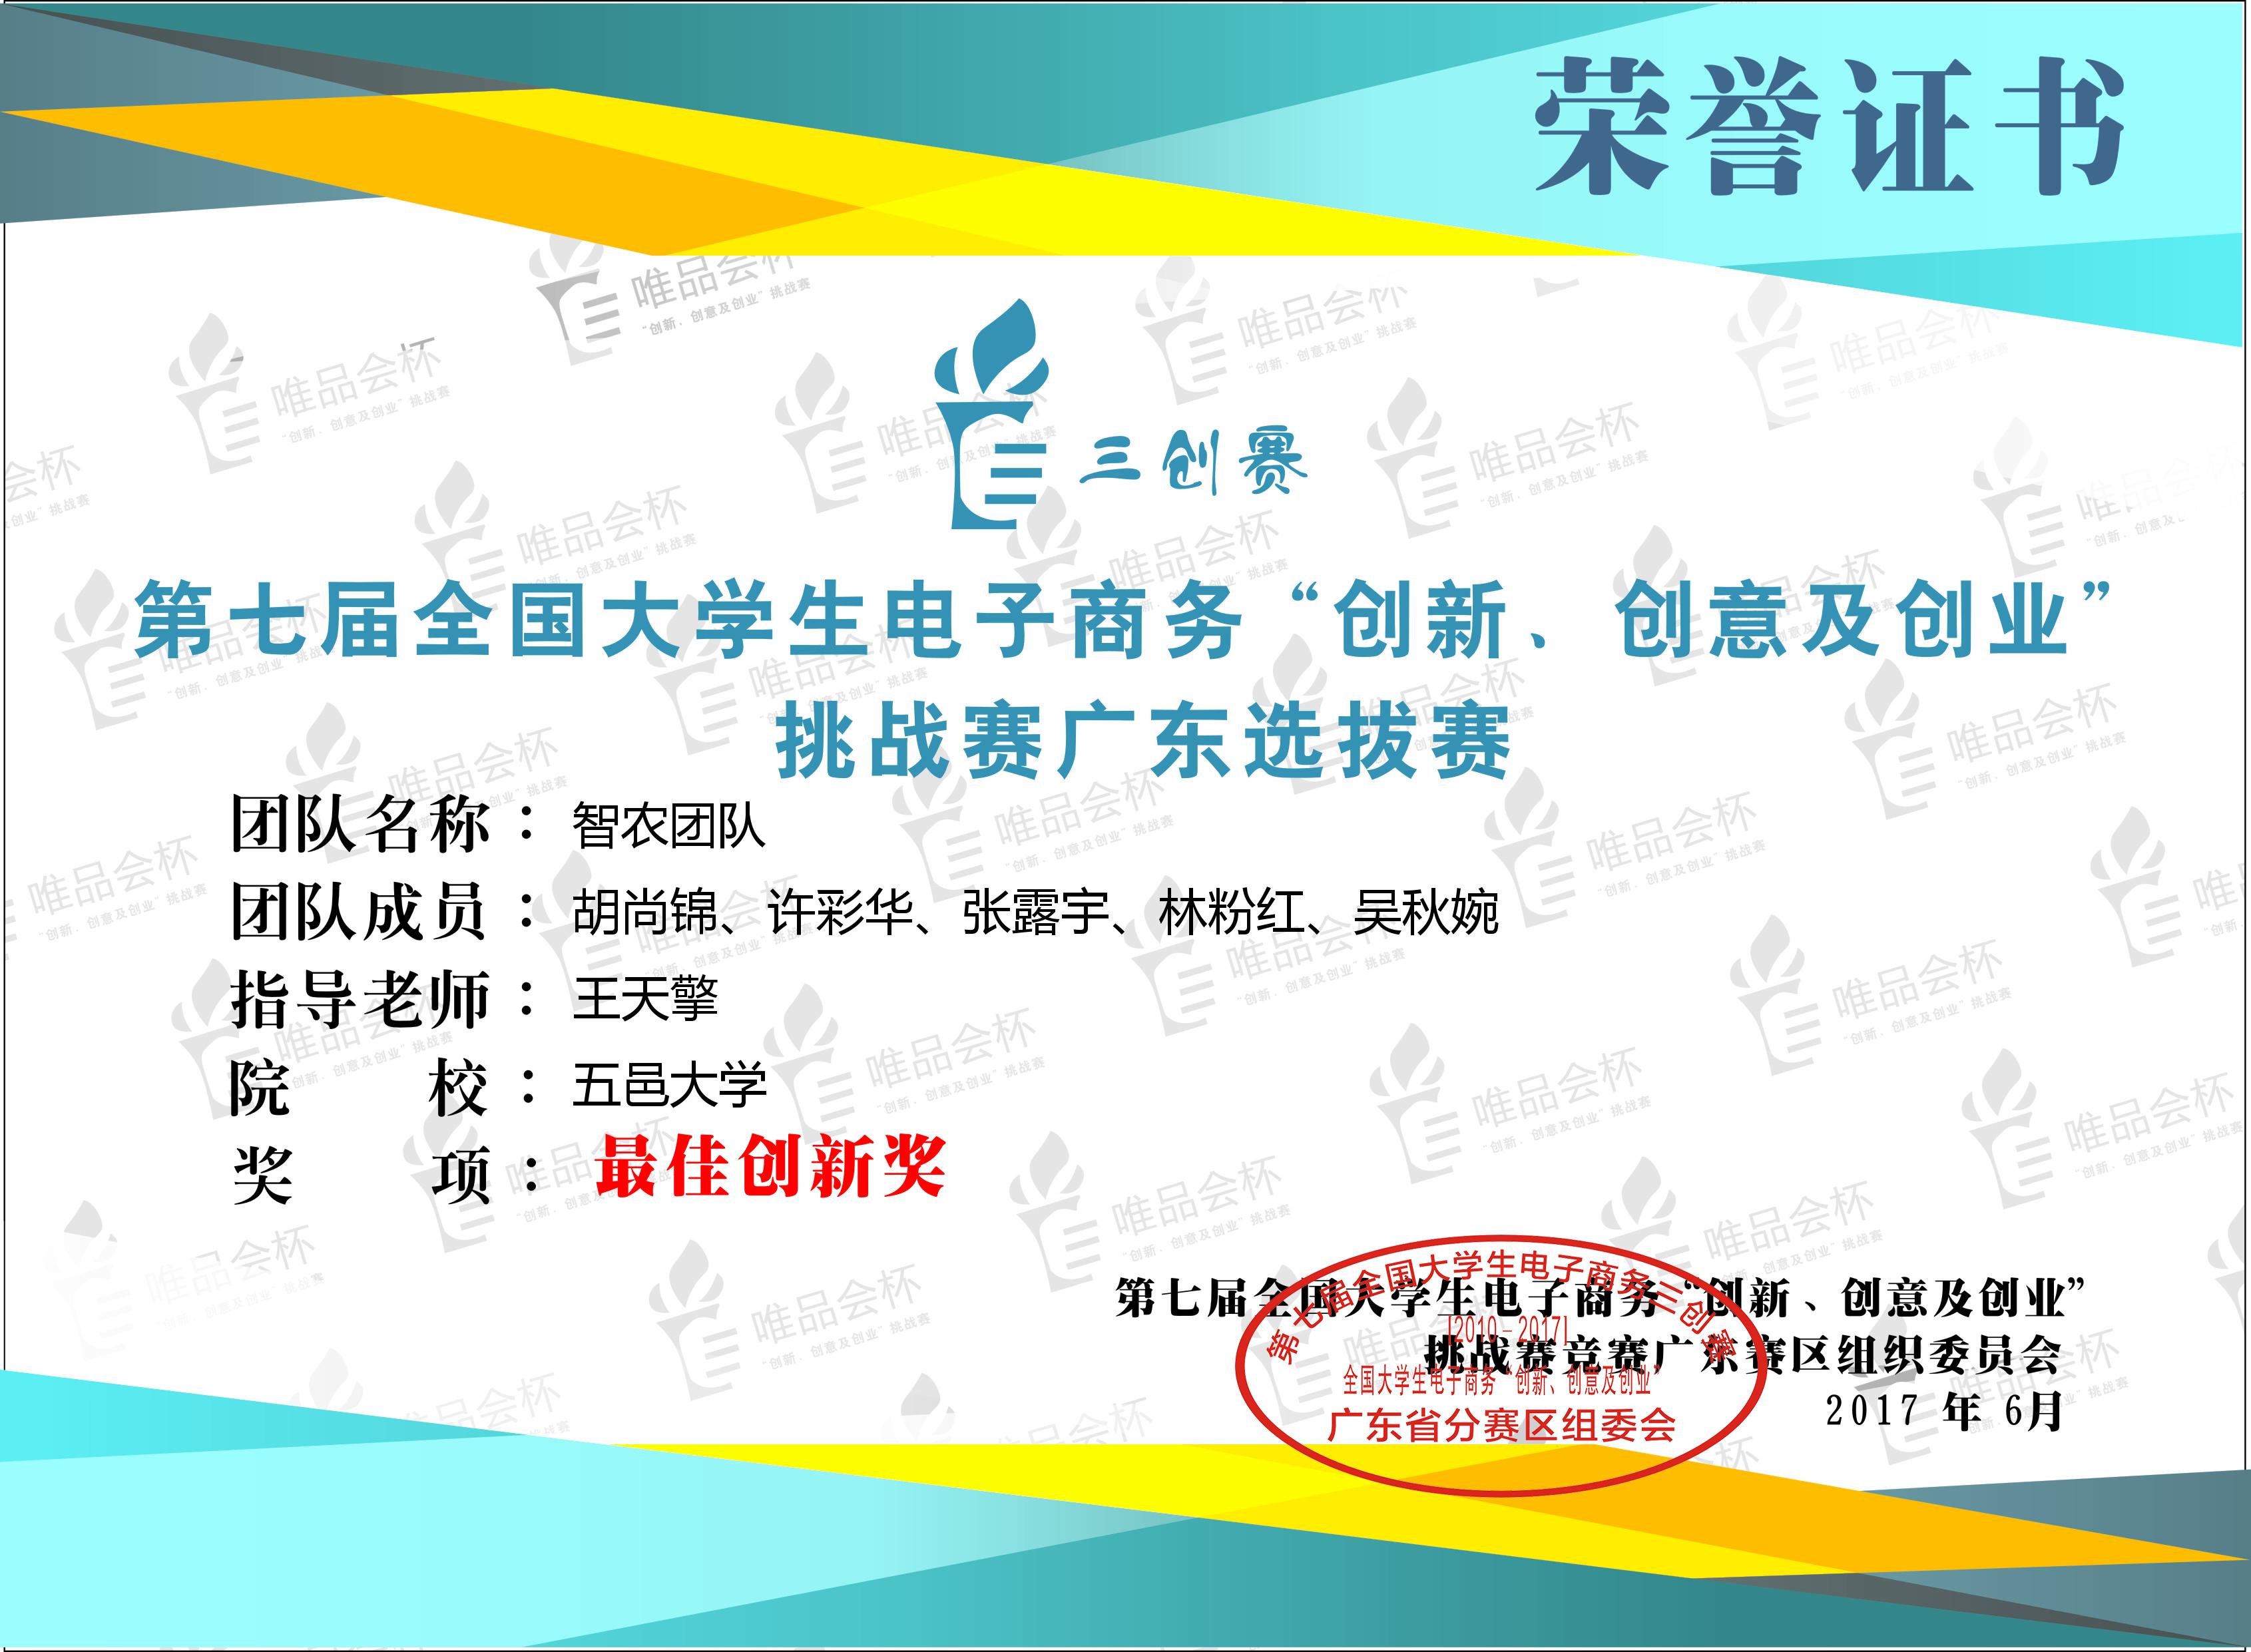 荣誉证书
三创赛
第七届全国大学生电子商务“创新、创意及创业”
挑战赛广东选拔赛
团队名称：智农团队
团队成员：胡尚锦、许彩华、张露宇、林粉红、吴秋婉
指导老师：王天擎
院　　校：五邑大学
奖　　项：最佳创新奖
第七届全国大学生电子商务“创新、创意及创业”
挑战赛竞赛广东赛区组织委员会
2017 年 6月
第七届全国大学生电子商务三创赛
[2010-2017]
全国大学生电子商务“创新、创意及创业”
广东省分赛区组委会
唯品会杯
“创新、创意及创业”挑战赛